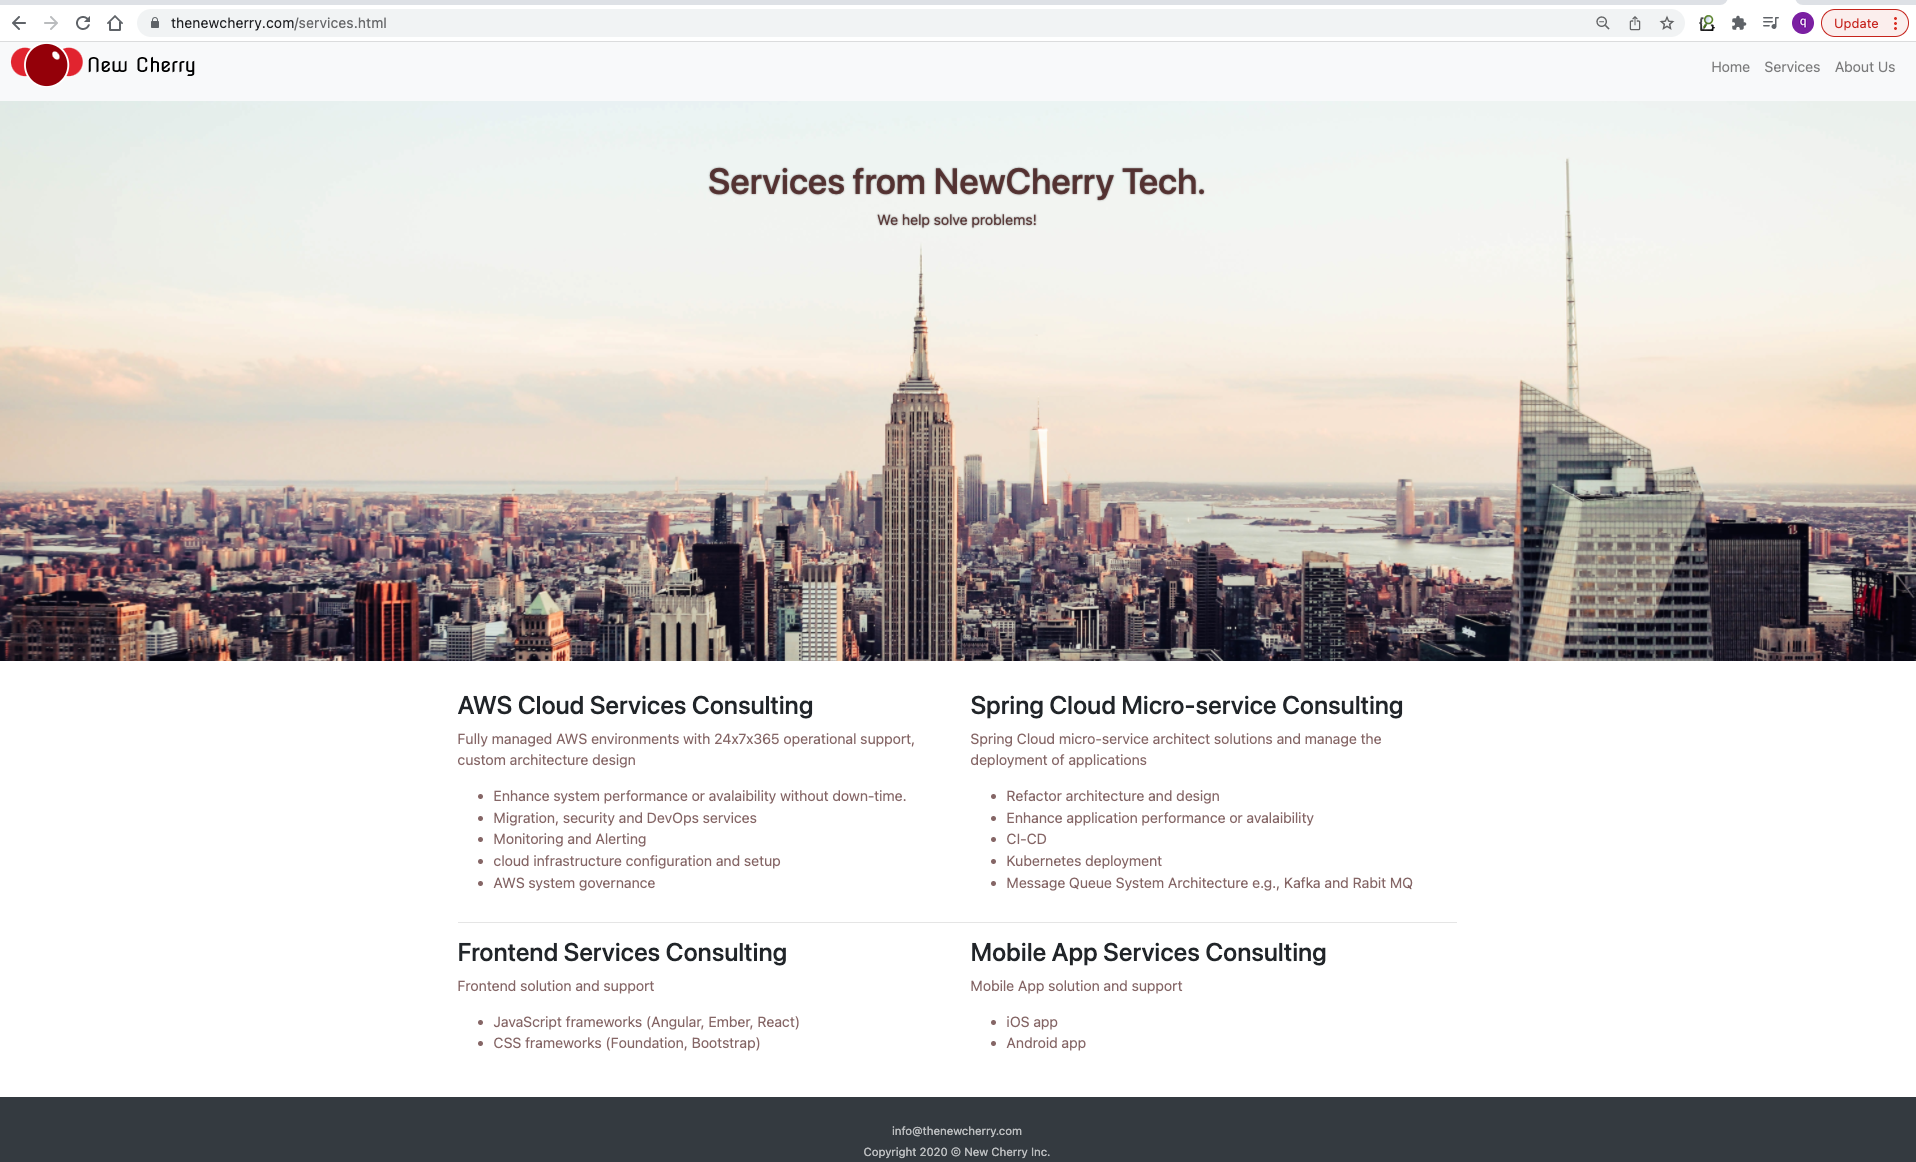 thenewcherry.com/services.html
q
Update
New Cherry
Home Services About Us
Services from NewCherry Tech.
We help solve problems!
AWS Cloud Services Consulting
Fully managed AWS environments with 24x7x365 operational support,
custom architecture design
Enhance system performance or avalaibility without down-time.
Migration, security and DevOps services
Monitoring and Alerting
cloud infrastructure configuration and setup
AWS system governance
Spring Cloud Micro-service Consulting
Spring Cloud micro-service architect solutions and manage the
deployment of applications
Refactor architecture and design
Enhance application performance or avalaibility
CI-CD
Kubernetes deployment
Message Queue System Architecture e.g., Kafka and Rabit MQ
Frontend Services Consulting
Frontend solution and support
JavaScript frameworks (Angular, Ember, React)
CSS frameworks (Foundation, Bootstrap)
Mobile App Services Consulting
Mobile App solution and support
iOS app
Android app
info@thenewcherry.com
Copyright 2020 © New Cherry Inc.